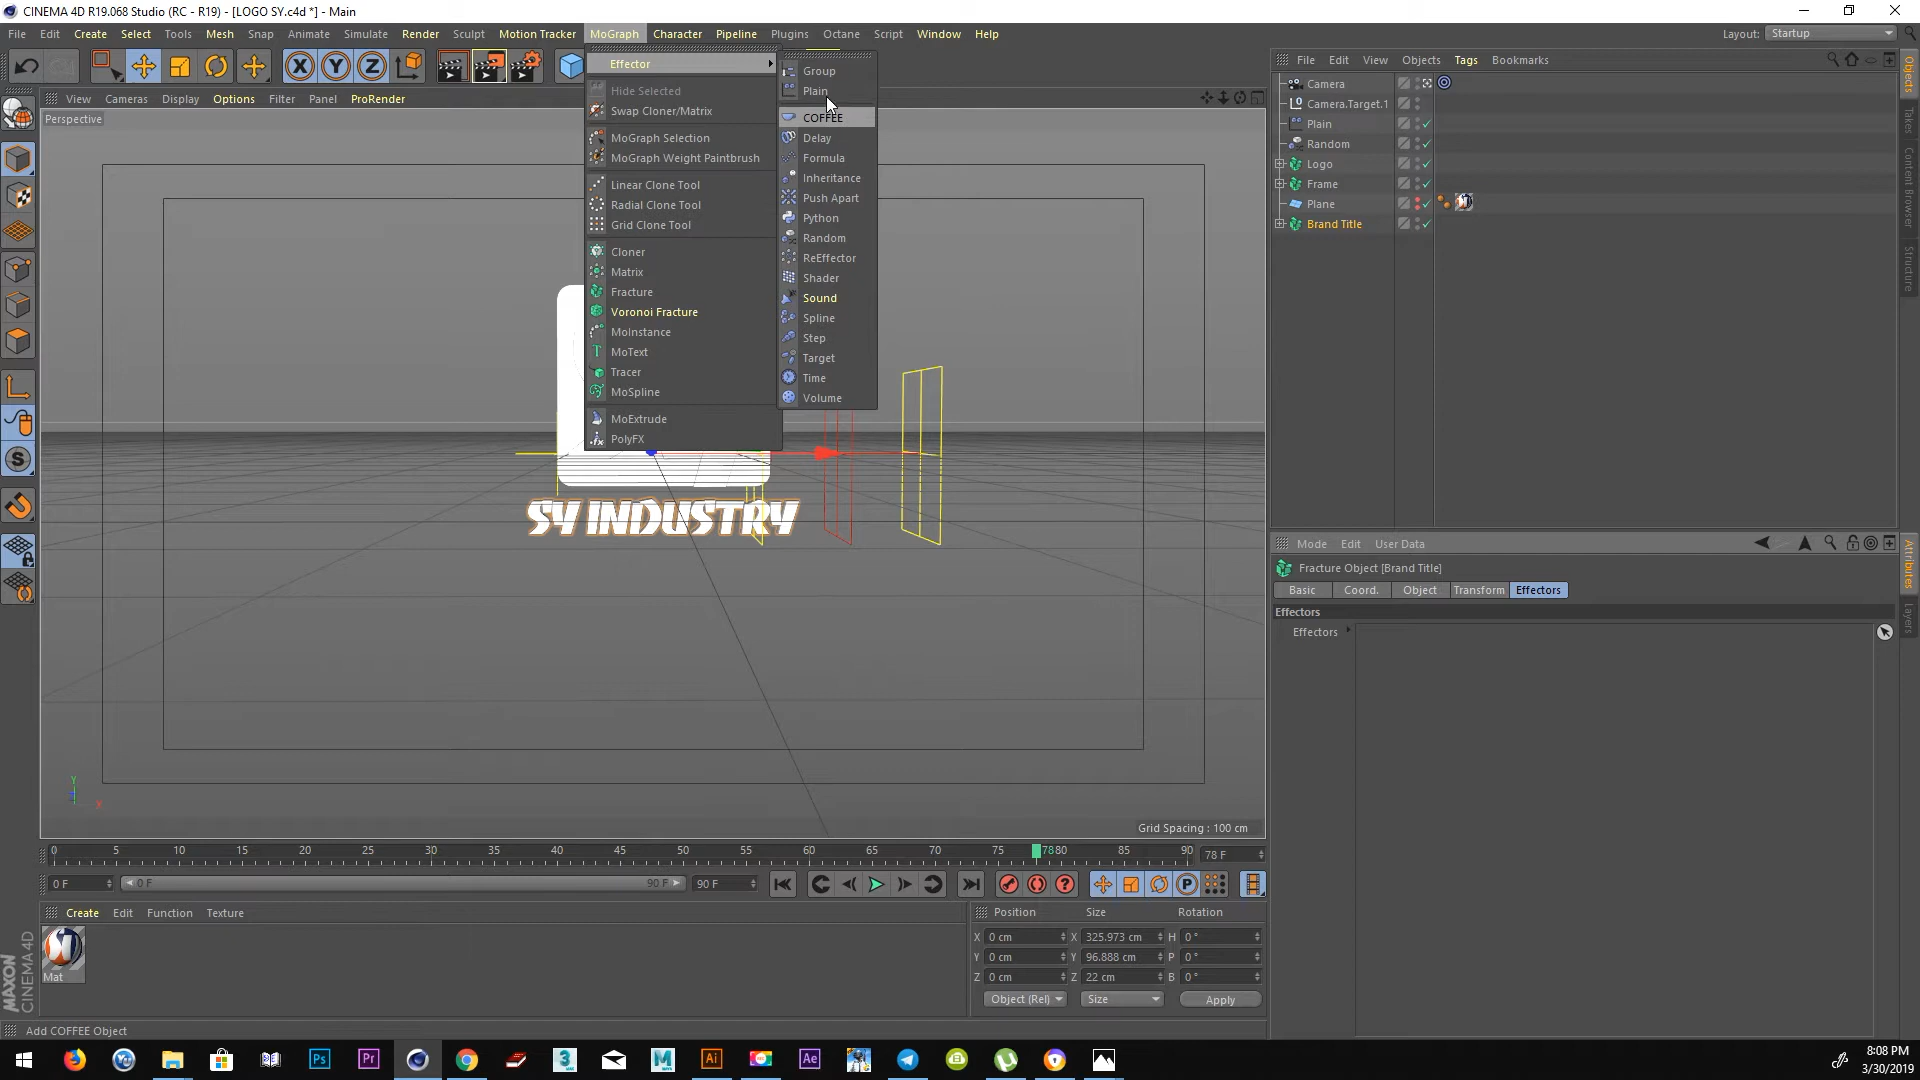 CINEMA 4D R19.068 Studio (RC - R19) - [LOGO SY.c4d *] - Main
File Edit Create Select Tools Mesh Snap Animate Simulate Render Sculpt Motion Tracker MoGraph Character Pipeline Plugins Octane Script Window Help
Layout: Startup
View Cameras Display Options Filter Panel ProRender
Perspective
Effector
Hide Selected
Swap Cloner/Matrix
MoGraph Selection
MoGraph Weight Paintbrush
Linear Clone Tool
Radial Clone Tool
Grid Clone Tool
Cloner
Matrix
Fracture
Voronoi Fracture
MoInstance
MoText
Tracer
MoSpline
MoExtrude
PolyFX
Group
Plain
COFFEE
Delay
Formula
Inheritance
Push Apart
Python
Random
ReEffector
Shader
Sound
Spline
Step
Target
Time
Volume
SY INDUSTRY
Grid Spacing : 100 cm
File Edit View Objects Tags Bookmarks
Camera
Camera.Target.1
Plain
Random
Logo
Frame
Plane
Brand Title
Objects
Takes
Content Browser
Structure
Mode Edit User Data
Fracture Object [Brand Title]
Basic Coord. Object Transform Effectors
Effectors
Effectors
Attributes
Layers
0 5 10 15 20 25 30 35 40 45 50 55 60 65 70 75 7880 85 90
78 F
0 F 0 F 90 F 90 F
Create Edit Function Texture
Mat
MAXON
CINEMA 4D
Position Size Rotation
X 0 cm X 325.973 cm H 0 °
Y 0 cm Y 96.888 cm P 0 °
Z 0 cm Z 22 cm B 0 °
Object (Rel) Size Apply
Add COFFEE Object
8:08 PM
3/30/2019